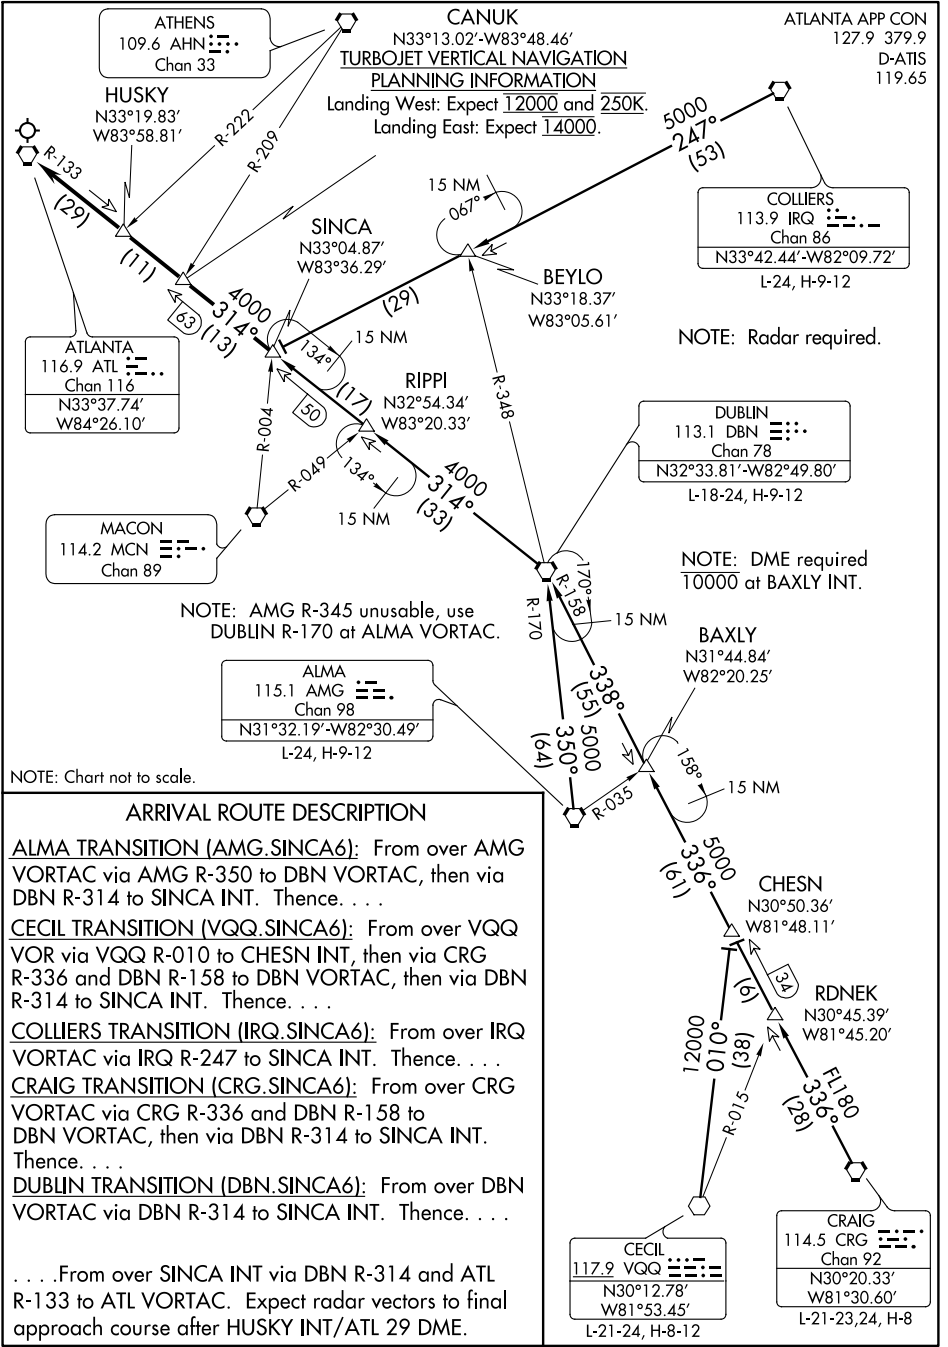 ATHENS
109.6 AHN
Chan 33
CANUK
N33°13.02'-W83°48.46'
TURBOJET VERTICAL NAVIGATION
PLANNING INFORMATION
Landing West: Expect 12000 and 250K.
Landing East: Expect 14000.
ATLANTA APP CON
127.9 379.9
D-ATIS
119.65
HUSKY
N33°19.83'
W83°58.81'
R-222
R-209
R-133
(29)
(11)
5000
247°
(53)
15 NM
067°
COLLIERS
113.9 IRQ
Chan 86
N33°42.44'-W82°09.72'
L-24, H-9-12
SINCA
N33°04.87'
W83°36.29'
BEYLO
N33°18.37'
W83°05.61'
(29)
4000
314°
(13)
63
15 NM
134°
NOTE: Radar required.
ATLANTA
116.9 ATL
Chan 116
N33°37.74'
W84°26.10'
RIPPI
N32°54.34'
W83°20.33'
(17)
50
R-348
R-004
R-049
134°
15 NM
4000
314°
(33)
DUBLIN
113.1 DBN
Chan 78
N32°33.81'-W82°49.80'
L-18-24, H-9-12
MACON
114.2 MCN
Chan 89
NOTE: DME required
10000 at BAXLY INT.
NOTE: AMG R-345 unusable, use
DUBLIN R-170 at ALMA VORTAC.
170°
R-158
R-170
15 NM
BAXLY
N31°44.84'
W82°20.25'
ALMA
115.1 AMG
Chan 98
N31°32.19'-W82°30.49'
L-24, H-9-12
338°
(55)
5000
350°
(64)
R-035
158°
15 NM
NOTE: Chart not to scale.
5000
336°
(61)
CHESN
N30°50.36'
W81°48.11'
34
(6)
RDNEK
N30°45.39'
W81°45.20'
12000
010°
(38)
R-015
FL180
336°
(28)
CECIL
117.9 VQQ
N30°12.78'
W81°53.45'
L-21-24, H-8-12
CRAIG
114.5 CRG
Chan 92
N30°20.33'
W81°30.60'
L-21-23,24, H-8
ARRIVAL ROUTE DESCRIPTION
ALMA TRANSITION (AMG.SINCA6): From over AMG
VORTAC via AMG R-350 to DBN VORTAC, then via
DBN R-314 to SINCA INT. Thence. . . .
CECIL TRANSITION (VQQ.SINCA6): From over VQQ
VOR via VQQ R-010 to CHESN INT, then via CRG
R-336 and DBN R-158 to DBN VORTAC, then via DBN
R-314 to SINCA INT. Thence. . . .
COLLIERS TRANSITION (IRQ.SINCA6): From over IRQ
VORTAC via IRQ R-247 to SINCA INT. Thence. . . .
CRAIG TRANSITION (CRG.SINCA6): From over CRG
VORTAC via CRG R-336 and DBN R-158 to
DBN VORTAC, then via DBN R-314 to SINCA INT.
Thence. . . .
DUBLIN TRANSITION (DBN.SINCA6): From over DBN
VORTAC via DBN R-314 to SINCA INT. Thence. . . .
. . . .From over SINCA INT via DBN R-314 and ATL
R-133 to ATL VORTAC. Expect radar vectors to final
approach course after HUSKY INT/ATL 29 DME.